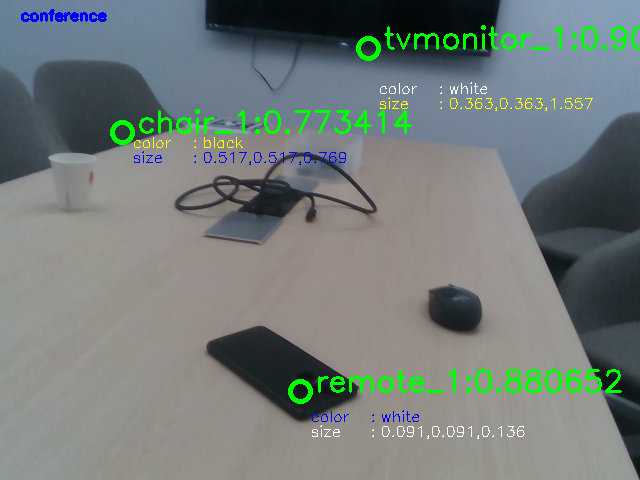 conference
tvmonitor_1:0.90
color : white
size : 0.363,0.363,1.557
chair_1:0.773414
color : black
size : 0.517,0.517,0.769
remote_1:0.880652
color : white
size : 0.091,0.091,0.136